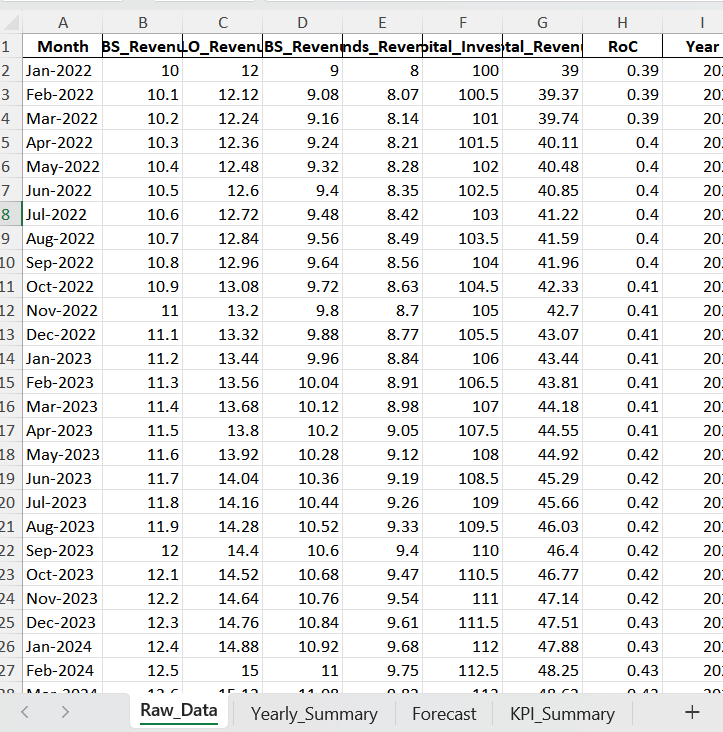 A B C D E F G H I
1 Month BS_Revenu LO_Revenu BS_Revenu nds_Reven pital_Inves tal_Revenu RoC Year
2 Jan-2022 10 12 9 8 100 39 0.39 20
3 Feb-2022 10.1 12.12 9.08 8.07 100.5 39.37 0.39 20
4 Mar-2022 10.2 12.24 9.16 8.14 101 39.74 0.39 20
5 Apr-2022 10.3 12.36 9.24 8.21 101.5 40.11 0.4 20
6 May-2022 10.4 12.48 9.32 8.28 102 40.48 0.4 20
7 Jun-2022 10.5 12.6 9.4 8.35 102.5 40.85 0.4 20
8 Jul-2022 10.6 12.72 9.48 8.42 103 41.22 0.4 20
9 Aug-2022 10.7 12.84 9.56 8.49 103.5 41.59 0.4 20
10 Sep-2022 10.8 12.96 9.64 8.56 104 41.96 0.4 20
11 Oct-2022 10.9 13.08 9.72 8.63 104.5 42.33 0.41 20
12 Nov-2022 11 13.2 9.8 8.7 105 42.7 0.41 20
13 Dec-2022 11.1 13.32 9.88 8.77 105.5 43.07 0.41 20
14 Jan-2023 11.2 13.44 9.96 8.84 106 43.44 0.41 20
15 Feb-2023 11.3 13.56 10.04 8.91 106.5 43.81 0.41 20
16 Mar-2023 11.4 13.68 10.12 8.98 107 44.18 0.41 20
17 Apr-2023 11.5 13.8 10.2 9.05 107.5 44.55 0.41 20
18 May-2023 11.6 13.92 10.28 9.12 108 44.92 0.42 20
19 Jun-2023 11.7 14.04 10.36 9.19 108.5 45.29 0.42 20
20 Jul-2023 11.8 14.16 10.44 9.26 109 45.66 0.42 20
21 Aug-2023 11.9 14.28 10.52 9.33 109.5 46.03 0.42 20
22 Sep-2023 12 14.4 10.6 9.4 110 46.4 0.42 20
23 Oct-2023 12.1 14.52 10.68 9.47 110.5 46.77 0.42 20
24 Nov-2023 12.2 14.64 10.76 9.54 111 47.14 0.42 20
25 Dec-2023 12.3 14.76 10.84 9.61 111.5 47.51 0.43 20
26 Jan-2024 12.4 14.88 10.92 9.68 112 47.88 0.43 20
27 Feb-2024 12.5 15 11 9.75 112.5 48.25 0.43 20
Raw_Data Yearly_Summary Forecast KPI_Summary